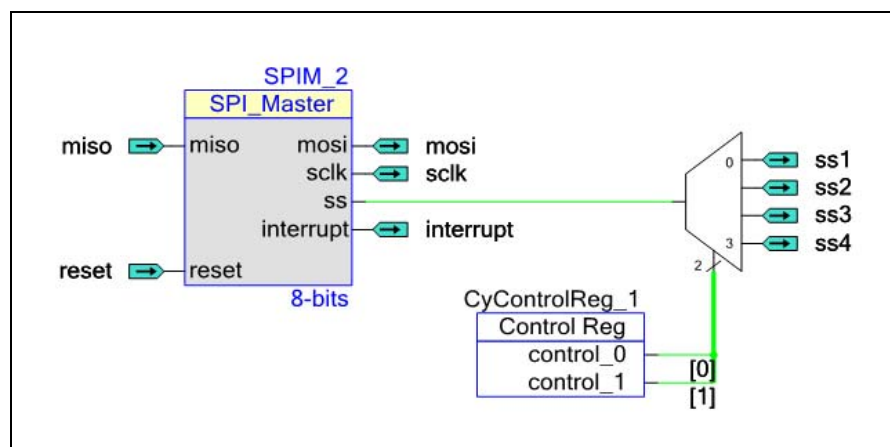 SPIM_2
SPI_Master
miso miso mosi mosi
sclk sclk
ss
interrupt interrupt
reset reset
8-bits
0 ss1
ss2
ss3
3 ss4
2
CyControlReg_1
Control Reg
control_0
[0]
control_1
[1]